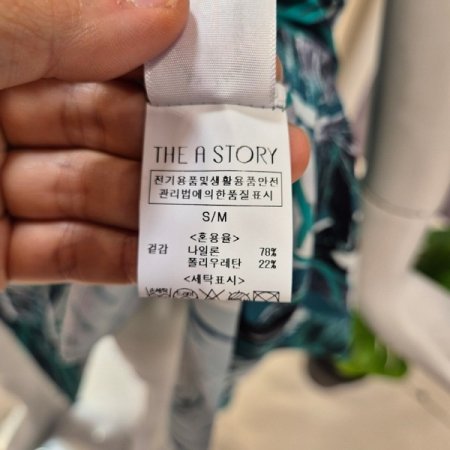 THE A STORY
전기용품및생활용품안전
관리법에의한품질표시
S/M
<혼용율>
겉감 나일론 78%
폴리우레탄 22%
<세탁표시>